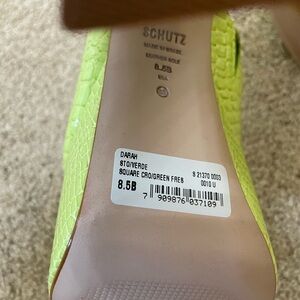 SCHUTZ
MADE IN BRAZIL
LEATHER SOLE
8.5B
DARAH
STO/VERDE
SQUARE CRO/GREEN FRES
8.5B
S 21370 0003
0010 U
7 909876 037109